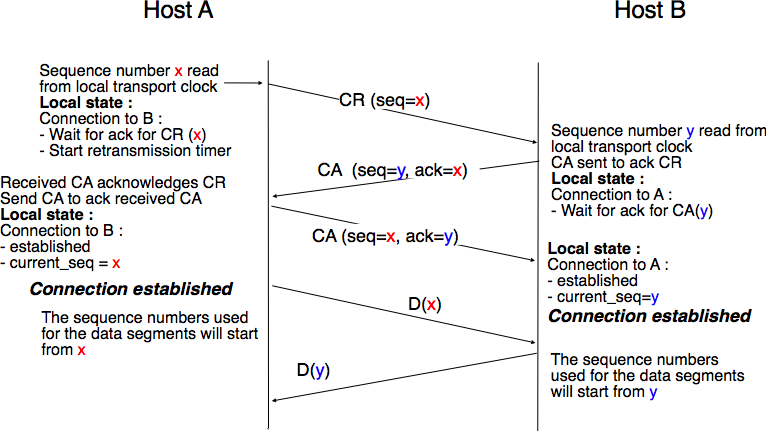 Host A
Host B
Sequence number x read
from local transport clock
Local state :
Connection to B :
- Wait for ack for CR (x)
- Start retransmission timer
CR (seq=x)
Sequence number y read from
local transport clock
CA sent to ack CR
Local state :
Connection to A :
- Wait for ack for CA(y)
CA (seq=y, ack=x)
Received CA acknowledges CR
Send CA to ack received CA
Local state :
Connection to B :
- established
- current_seq = x
CA (seq=x, ack=y)
Local state :
Connection to A :
- established
- current_seq=y
Connection established
Connection established
D(x)
The sequence numbers used
for the data segments will start
from x
D(y)
The sequence numbers
used for the data segments
will start from y